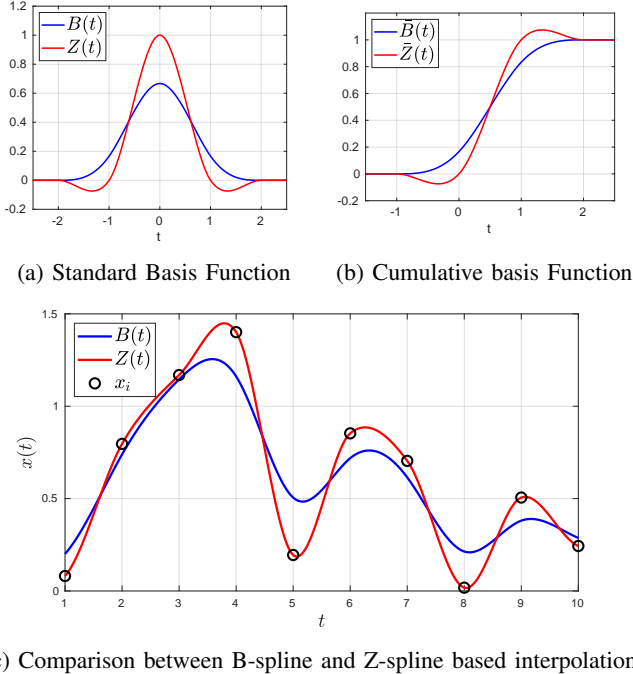 1.2
1
0.8
0.6
0.4
0.2
0
-0.2
-2 -1 0 1 2
t
B(t)
Z(t)
1
0.8
0.6
0.4
0.2
0
-0.2
-1 0 1 2
t
B̄(t)
Z̄(t)
(a) Standard Basis Function
(b) Cumulative basis Function
1.5
1
0.5
0
x(t)
B(t)
Z(t)
x_i
1 2 3 4 5 6 7 8 9 10
t
) Comparison between B-spline and Z-spline based interpolation